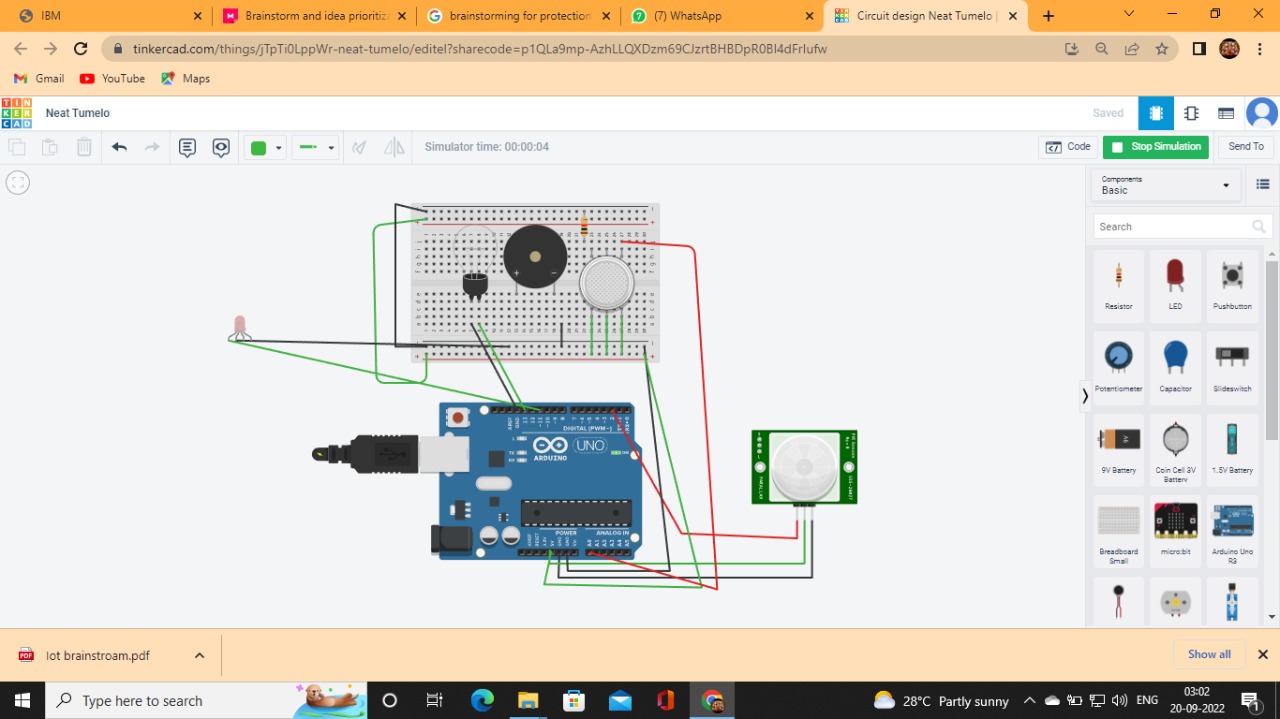 IBM
Brainstorm and idea prioritiza
brainstorming for protection
(7) WhatsApp
Circuit design Neat Tumelo |
tinkercad.com/things/jTpTi0LppWr-neat-tumelo/editel?sharecode=p1QLa9mp-AzhLLQXDzm69CJzrtBHBDpR0Bl4dFrlufw
Gmail
YouTube
Maps
TIN
KER
CAD
Neat Tumelo
Saved
Simulator time: 00:00:04
Code
Stop Simulation
Send To
Components
Basic
Search
Resistor
LED
Pushbutton
Potentiometer
Capacitor
Slideswitch
9V Battery
Coin Cell 3V
Battery
1.5V Battery
Breadboard
Small
micro:bit
Arduino Uno
R3
DIGITAL (PWM~)
UNO
ARDUINO
POWER
ANALOG IN
Iot brainstroam.pdf
Show all
Type here to search
28°C Partly sunny
ENG
03:02
20-09-2022
1